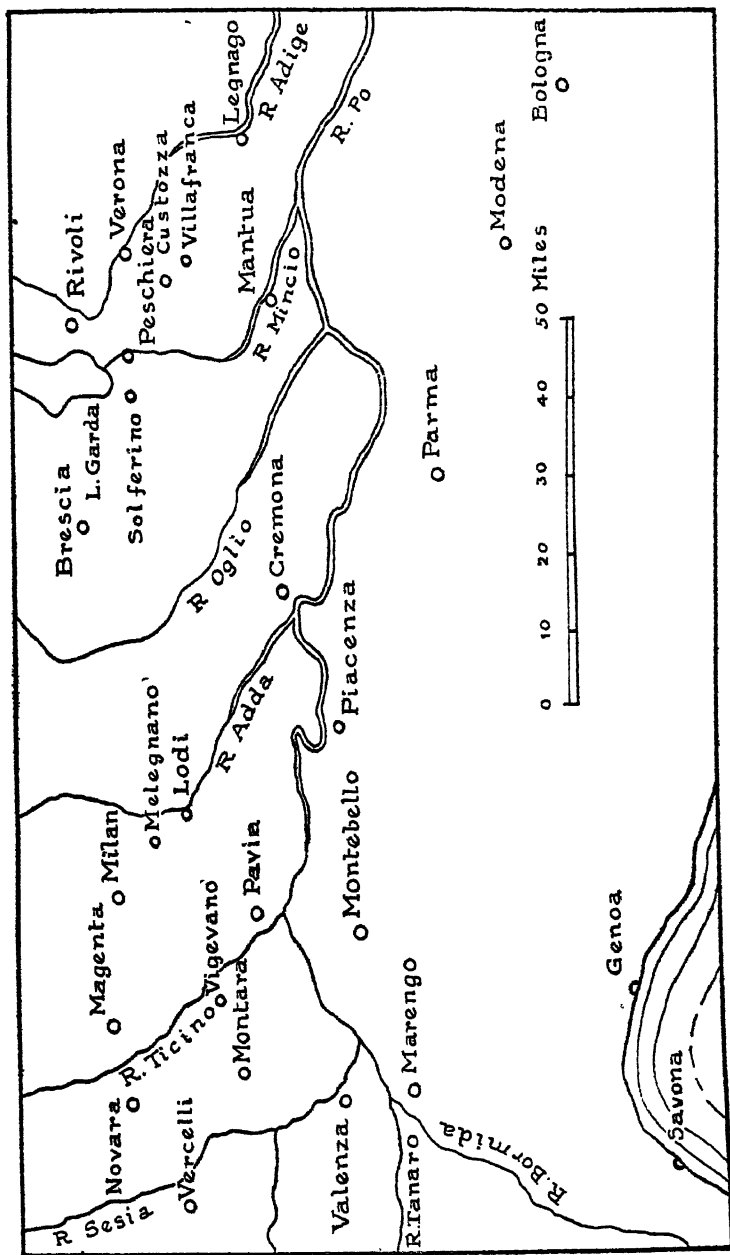 R Sesia
Vercelli
Novara
R. Ticino
Magenta
Milan
Melegnano
Lodi
Vigevano
Montara
Pavia
Valenza
R. Tanaro
R. Bormida
Marengo
Montebello
Savona
Genoa
R Adda
Piacenza
Cremona
R Oglio
Brescia
L. Garda
Solferino
Rivoli
Verona
Peschiera
Custozza
Villafranca
Mantua
R Mincio
Legnago
R Adige
R. Po
Parma
Modena
Bologna
0 10 20 30 40 50 Miles